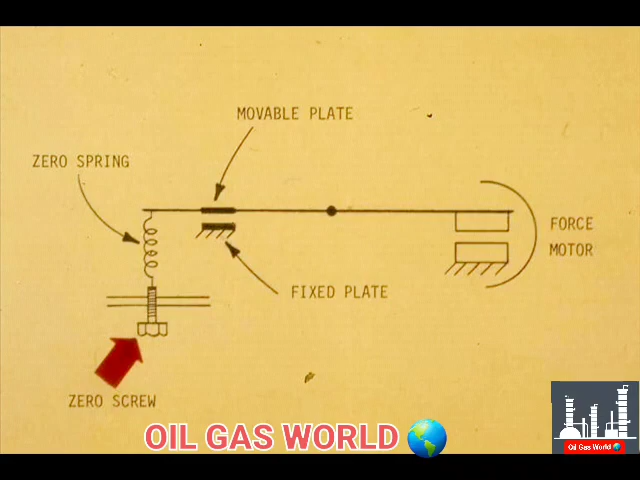 MOVABLE PLATE
ZERO SPRING
FORCE
MOTOR
FIXED PLATE
ZERO SCREW
OIL GAS WORLD
Oil Gas World